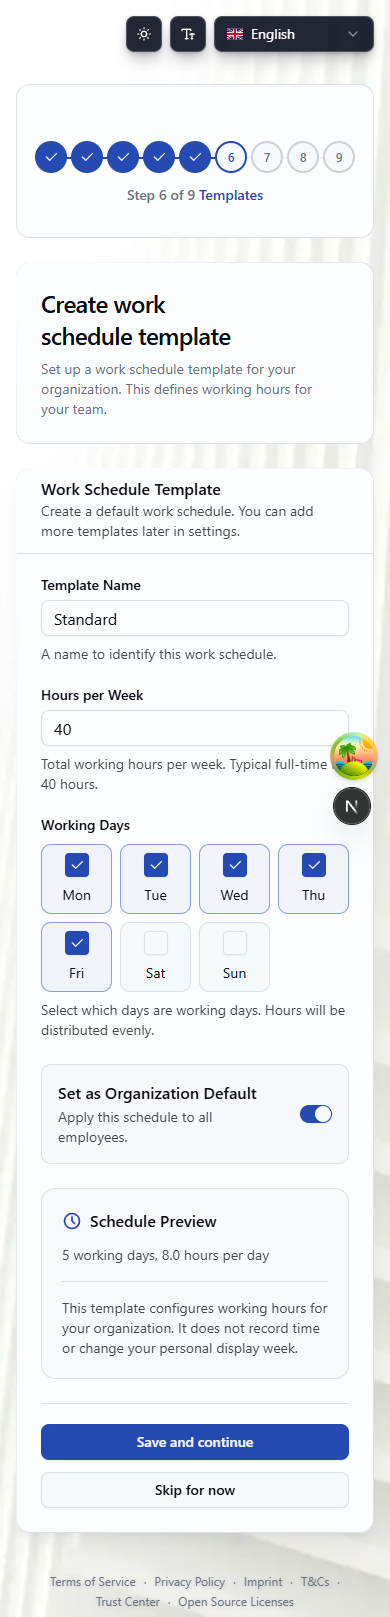 English
6 7 8 9
Step 6 of 9 Templates
Create work
schedule template
Set up a work schedule template for your
organization. This defines working hours for
your team.
Work Schedule Template
Create a default work schedule. You can add
more templates later in settings.
Template Name
Standard
A name to identify this work schedule.
Hours per Week
40
Total working hours per week. Typical full-time
40 hours.
N
Working Days
Mon Tue Wed Thu
Fri Sat Sun
Select which days are working days. Hours will be
distributed evenly.
Set as Organization Default
Apply this schedule to all
employees.
Schedule Preview
5 working days, 8.0 hours per day
This template configures working hours for
your organization. It does not record time
or change your personal display week.
Save and continue
Skip for now
Terms of Service · Privacy Policy · Imprint · T&Cs ·
Trust Center · Open Source Licenses